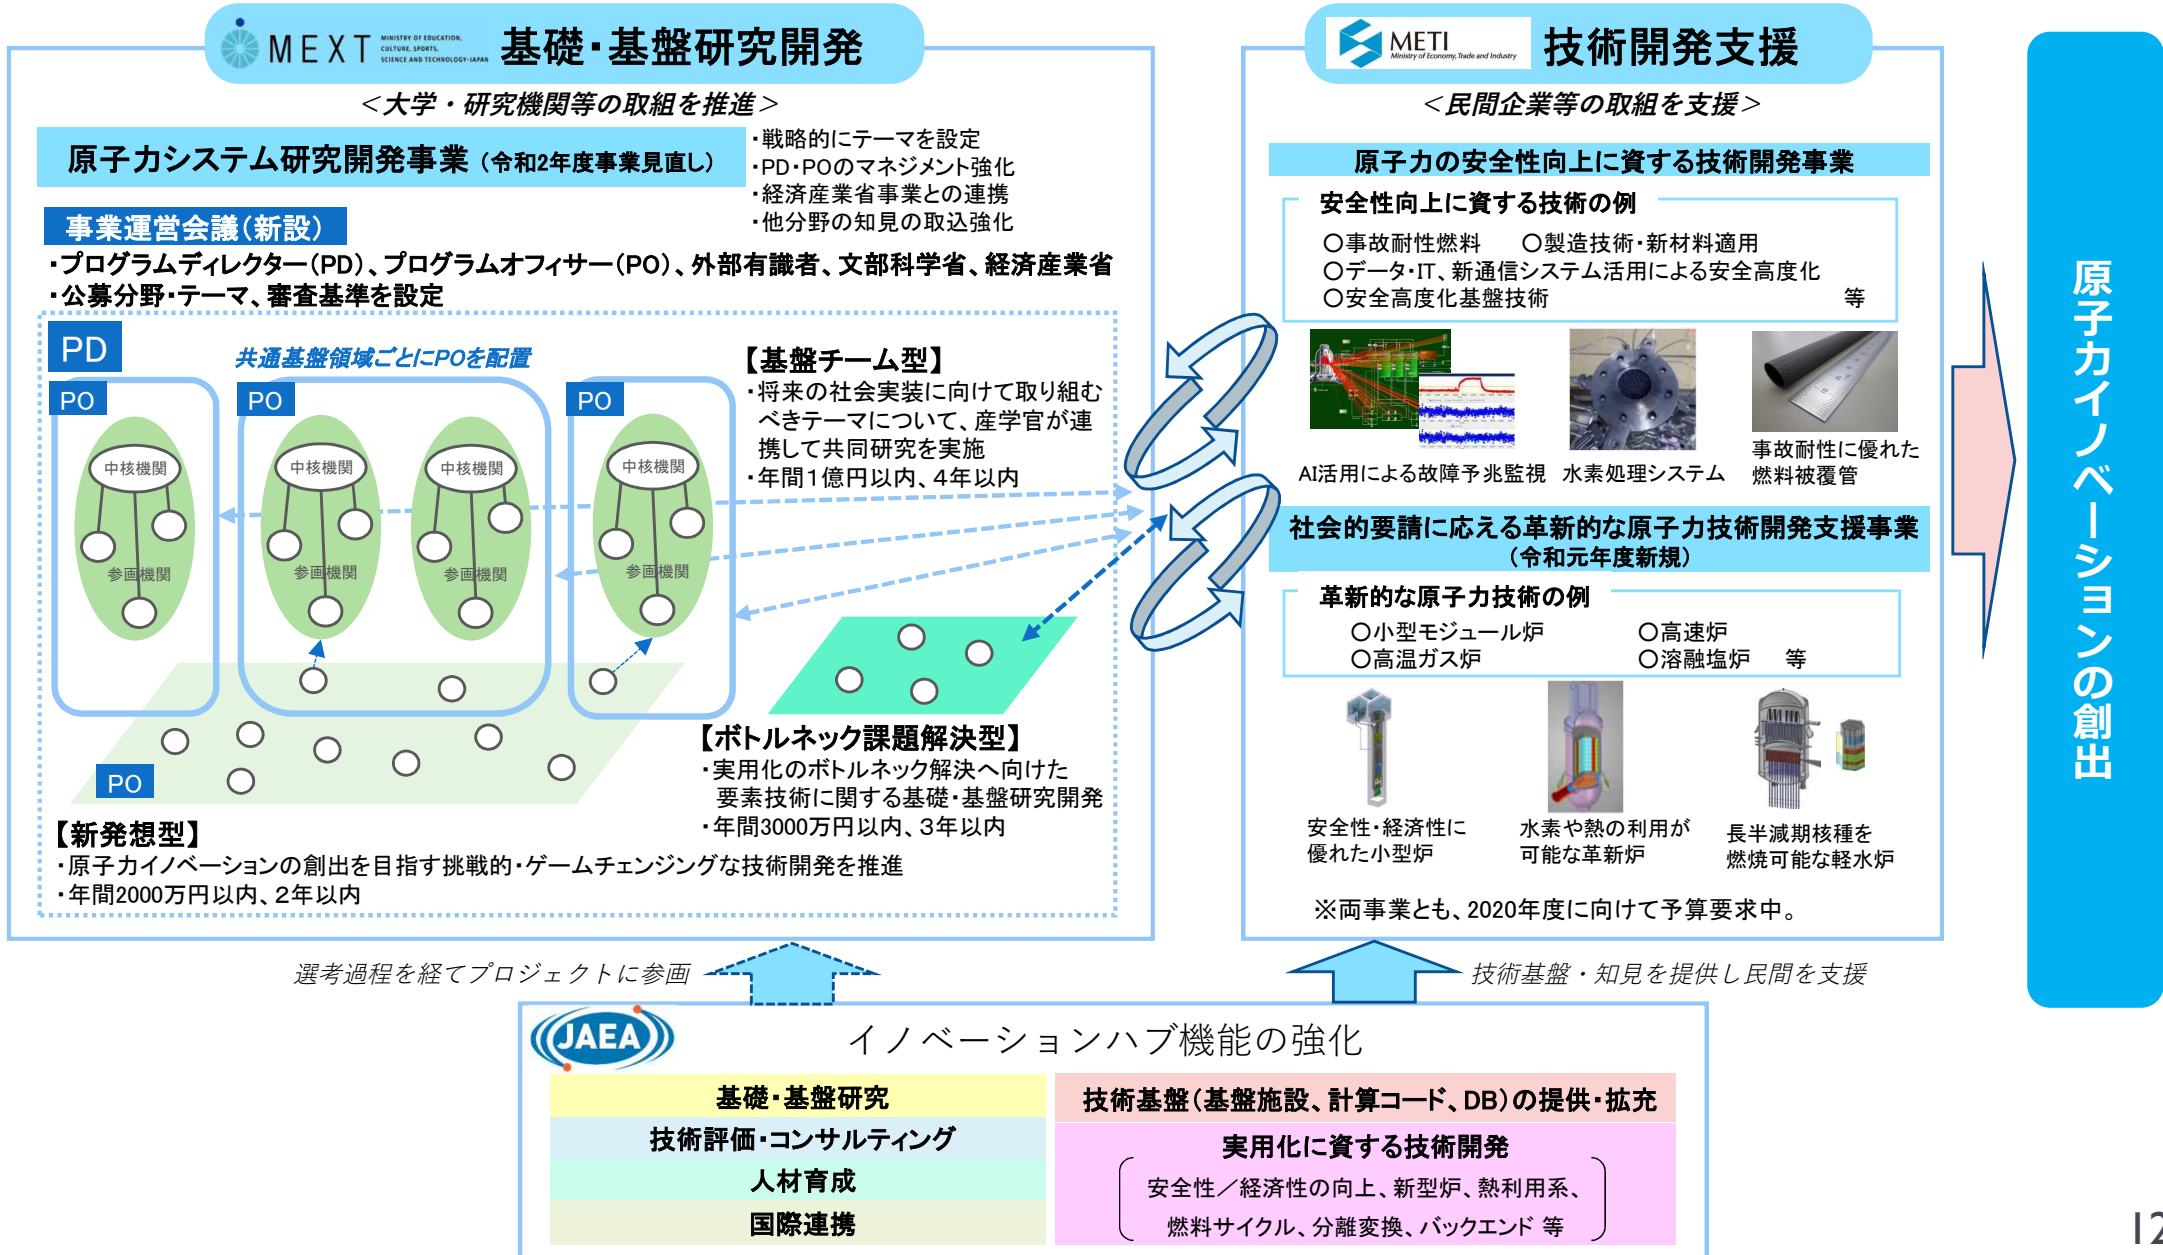 MEXT
MINISTRY OF EDUCATION,
CULTURE, SPORTS,
SCIENCE AND TECHNOLOGY-JAPAN
基礎・基盤研究開発
＜大学・研究機関等の取組を推進＞
原子力システム研究開発事業（令和2年度事業見直し）
・戦略的にテーマを設定
・PD・POのマネジメント強化
・経済産業省事業との連携
・他分野の知見の取込強化
事業運営会議（新設）
・プログラムディレクター（PD）、プログラムオフィサー（PO）、外部有識者、文部科学省、経済産業省
・公募分野・テーマ、審査基準を設定
PD
共通基盤領域ごとにPOを配置
PO
PO
PO
中核機関
中核機関
中核機関
中核機関
参画機関
参画機関
参画機関
参画機関
【基盤チーム型】
・将来の社会実装に向けて取り組む
べきテーマについて、産学官が連
携して共同研究を実施
・年間1億円以内、4年以内
【ボトルネック課題解決型】
・実用化のボトルネック解決へ向けた
要素技術に関する基礎・基盤研究開発
・年間3000万円以内、3年以内
PO
【新発想型】
・原子力イノベーションの創出を目指す挑戦的・ゲームチェンジングな技術開発を推進
・年間2000万円以内、2年以内
METI
Ministry of Economy, Trade and Industry
技術開発支援
＜民間企業等の取組を支援＞
原子力の安全性向上に資する技術開発事業
安全性向上に資する技術の例
○事故耐性燃料　○製造技術・新材料適用
○データ・IT、新通信システム活用による安全高度化
○安全高度化基盤技術　等
AI活用による故障予兆監視
水素処理システム
事故耐性に優れた
燃料被覆管
社会的要請に応える革新的な原子力技術開発支援事業
（令和元年度新規）
革新的な原子力技術の例
○小型モジュール炉　○高速炉
○高温ガス炉　○溶融塩炉　等
安全性・経済性に
優れた小型炉
水素や熱の利用が
可能な革新炉
長半減期核種を
燃焼可能な軽水炉
※両事業とも、2020年度に向けて予算要求中。
原子力イノベーションの創出
選考過程を経てプロジェクトに参画
技術基盤・知見を提供し民間を支援
JAEA
イノベーションハブ機能の強化
基礎・基盤研究
技術評価・コンサルティング
人材育成
国際連携
技術基盤（基盤施設、計算コード、DB）の提供・拡充
実用化に資する技術開発
安全性／経済性の向上、新型炉、熱利用系、
燃料サイクル、分離変換、バックエンド 等
12